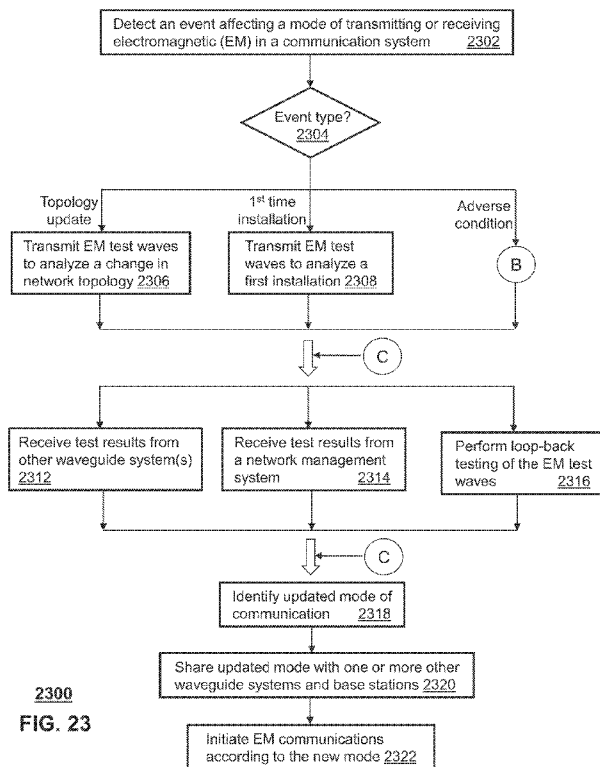 Detect an event affecting a mode of transmitting or receiving
electromagnetic (EM) in a communication system 2302
Event type?
2304
Topology
update
1st time
installation
Adverse
condition
Transmit EM test waves
to analyze a change in
network topology 2306
Transmit EM test
waves to analyze a
first installation 2308
B
C
Receive test results from
other waveguide system(s)
2312
Receive test results from
a network management
system 2314
Perform loop-back
testing of the EM test
waves 2316
C
Identify updated mode of
communication 2318
Share updated mode with one or more other
waveguide systems and base stations 2320
Initiate EM communications
according to the new mode 2322
2300
FIG. 23